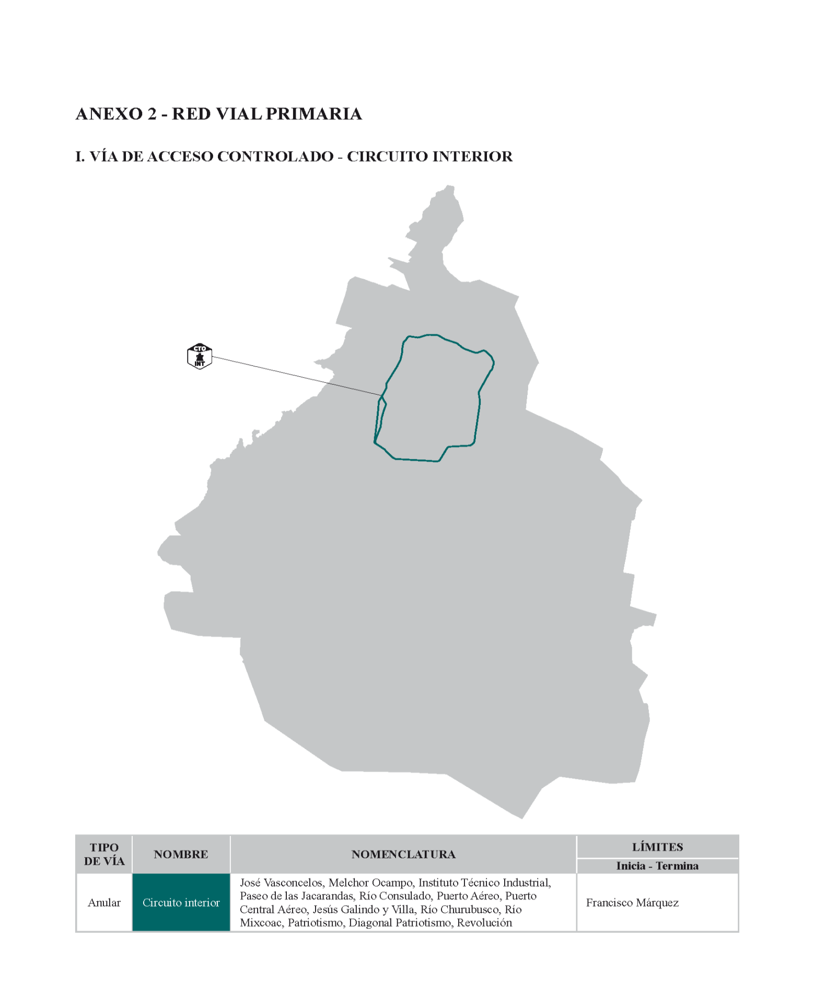 ANEXO 2 - RED VIAL PRIMARIA
I. VÍA DE ACCESO CONTROLADO - CIRCUITO INTERIOR
CTO
INT
TIPO
DE VÍA
NOMBRE
NOMENCLATURA
LÍMITES
Inicia - Termina
Anular
Circuito interior
José Vasconcelos, Melchor Ocampo, Instituto Técnico Industrial,
Paseo de las Jacarandas, Río Consulado, Puerto Aéreo, Puerto
Central Aéreo, Jesús Galindo y Villa, Río Churubusco, Río
Mixcoac, Patriotismo, Diagonal Patriotismo, Revolución
Francisco Márquez